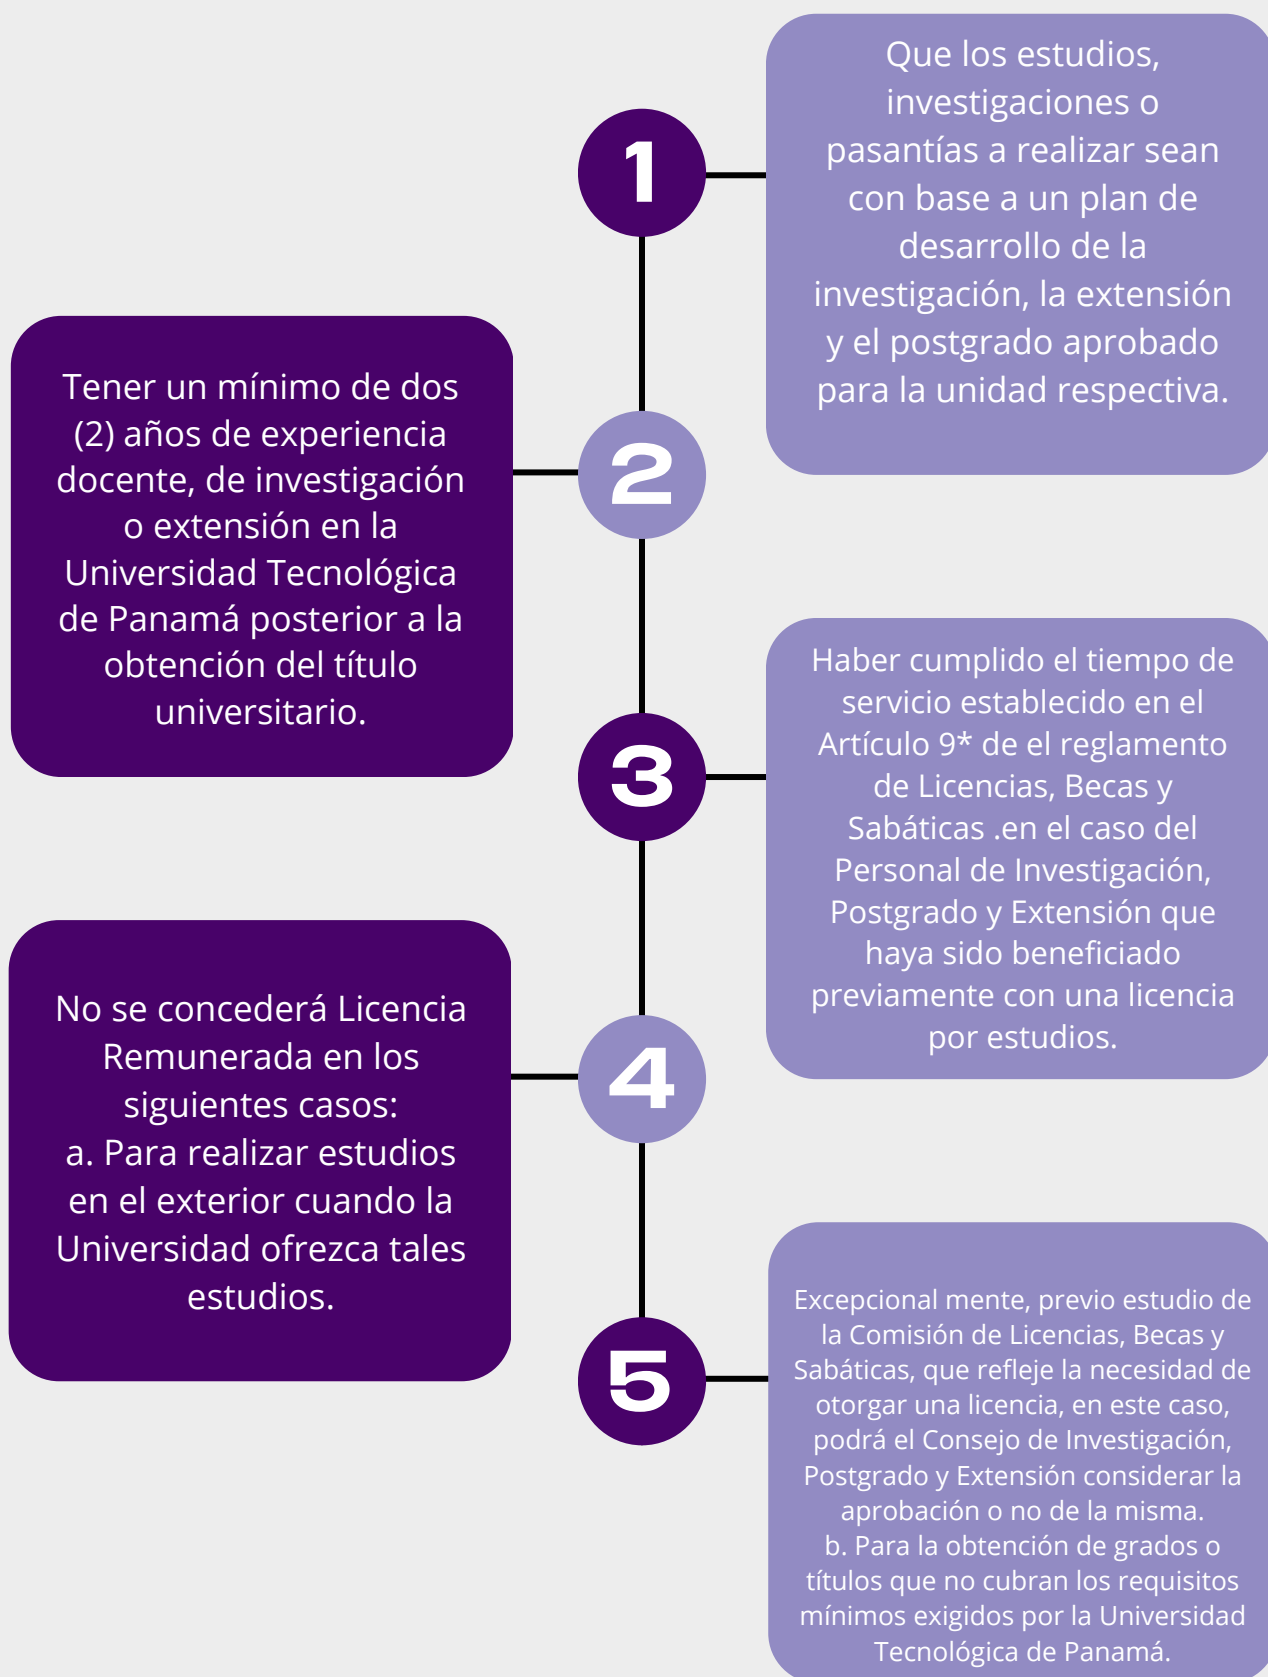 1
Que los estudios,
investigaciones o
pasantías a realizar sean
con base a un plan de
desarrollo de la
investigación, la extensión
y el postgrado aprobado
para la unidad respectiva.
2
Tener un mínimo de dos
(2) años de experiencia
docente, de investigación
o extensión en la
Universidad Tecnológica
de Panamá posterior a la
obtención del título
universitario.
3
Haber cumplido el tiempo de
servicio establecido en el
Artículo 9* de el reglamento
de Licencias, Becas y
Sabáticas .en el caso del
Personal de Investigación,
Postgrado y Extensión que
haya sido beneficiado
previamente con una licencia
por estudios.
4
No se concederá Licencia
Remunerada en los
siguientes casos:
a. Para realizar estudios
en el exterior cuando la
Universidad ofrezca tales
estudios.
5
Excepcional mente, previo estudio de
la Comisión de Licencias, Becas y
Sabáticas, que refleje la necesidad de
otorgar una licencia, en este caso,
podrá el Consejo de Investigación,
Postgrado y Extensión considerar la
aprobación o no de la misma.
b. Para la obtención de grados o
títulos que no cubran los requisitos
mínimos exigidos por la Universidad
Tecnológica de Panamá.